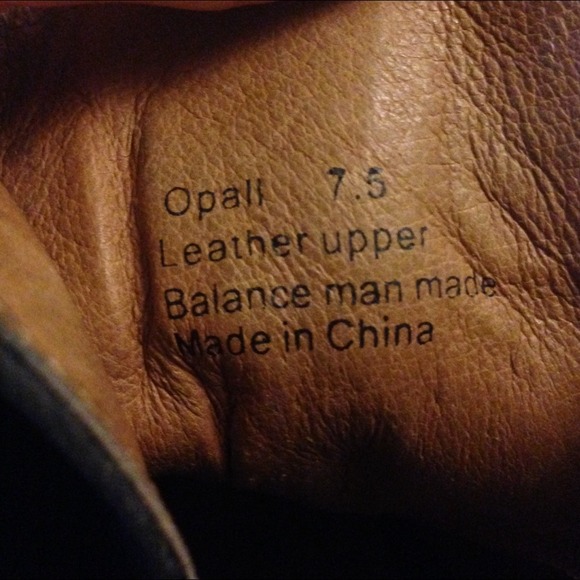 Opall 7.5
Leather upper
Balance man made
Made in China